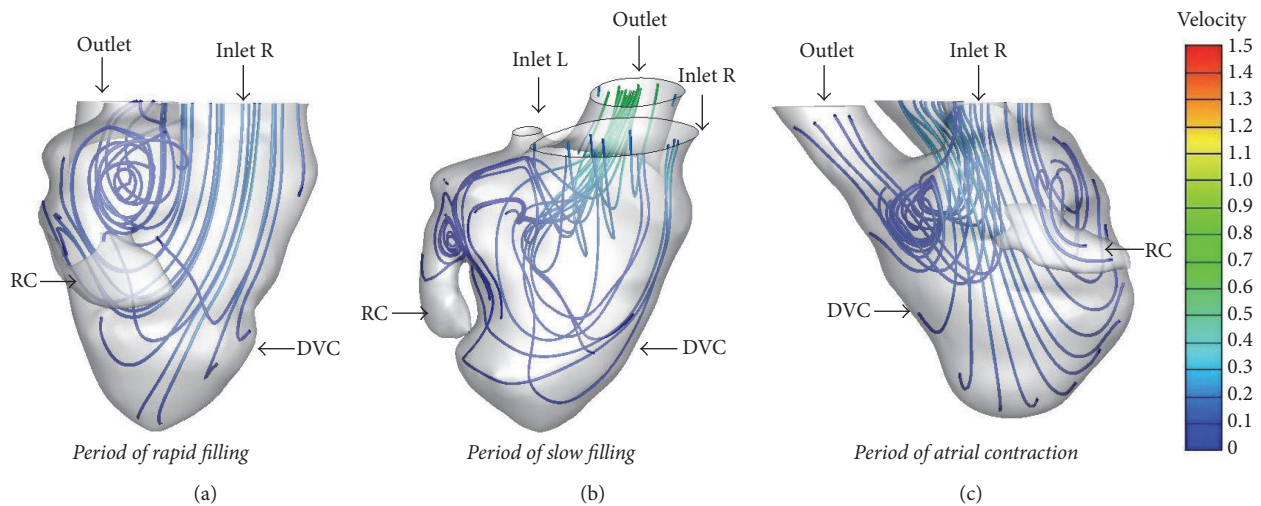 Outlet
Inlet R
RC
DVC
Period of rapid filling
(a)
Outlet
Inlet L
Inlet R
RC
DVC
Period of slow filling
(b)
Outlet
Inlet R
RC
DVC
Period of atrial contraction
(c)
Velocity
1.5
1.4
1.3
1.2
1.1
1.0
0.9
0.8
0.7
0.6
0.5
0.4
0.3
0.2
0.1
0